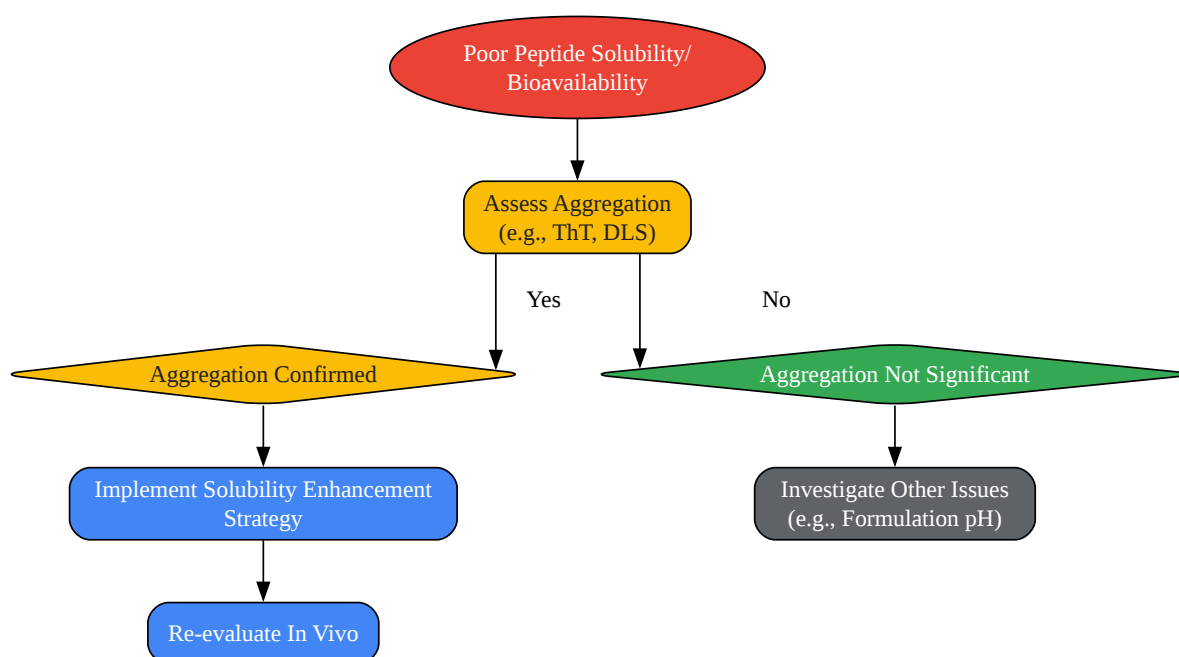 Poor Peptide Solubility/
Bioavailability
Assess Aggregation
(e.g., ThT, DLS)
Yes
No
Aggregation Confirmed
Aggregation Not Significant
Implement Solubility Enhancement
Strategy
Investigate Other Issues
(e.g., Formulation pH)
Re-evaluate In Vivo